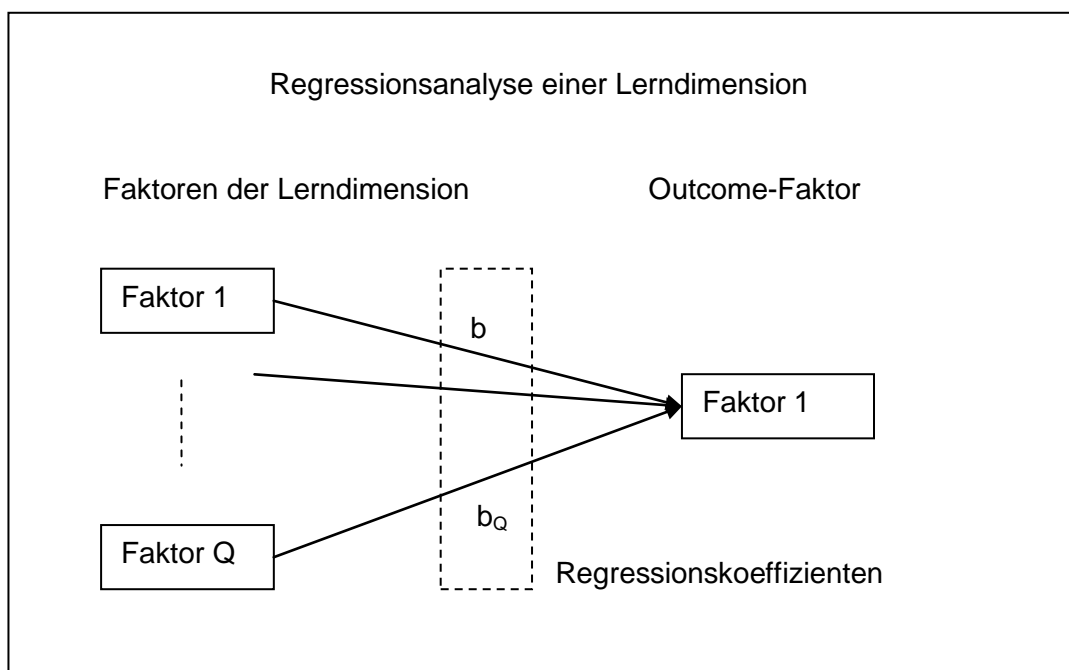 Regressionsanalyse einer Lerndimension
Faktoren der Lerndimension
Outcome-Faktor
Faktor 1
b
Faktor 1
b_Q
Faktor Q
Regressionskoeffizienten